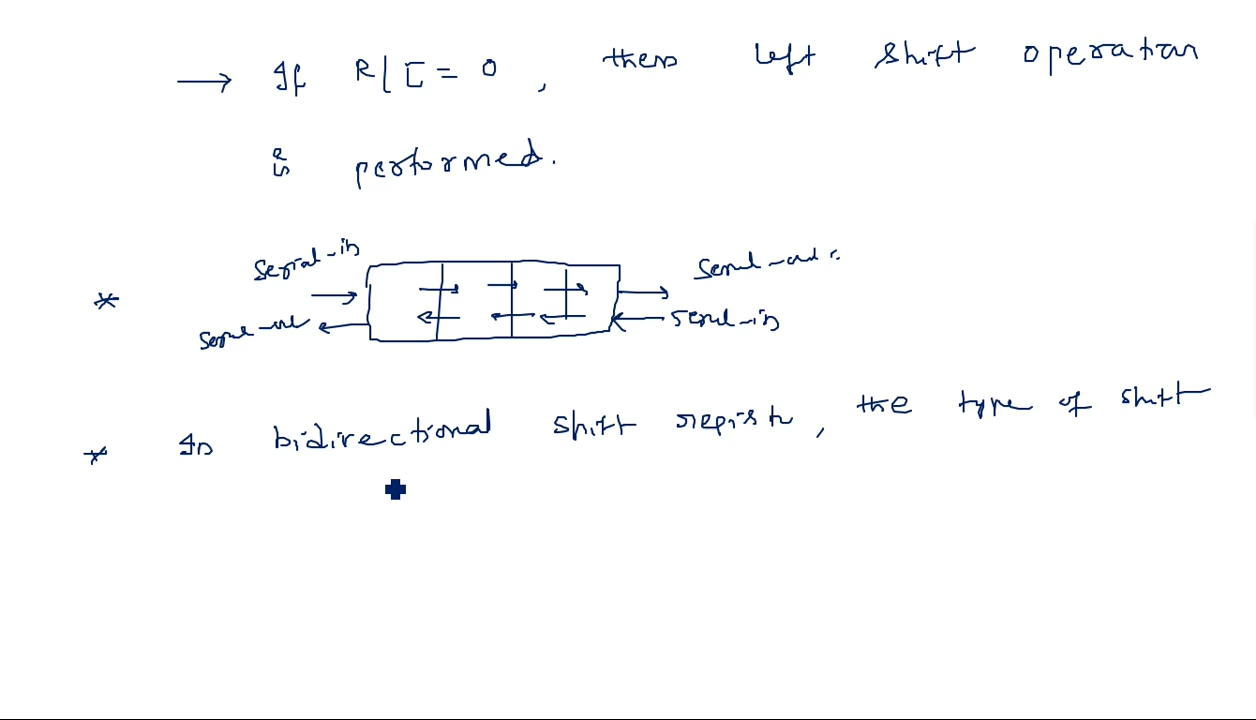 → If R/L̅ = 0 , then left shift operation
is performed.
serial-in
serial-out
*
serial-out
serial-in
* In bidirectional shift register, the type of shift